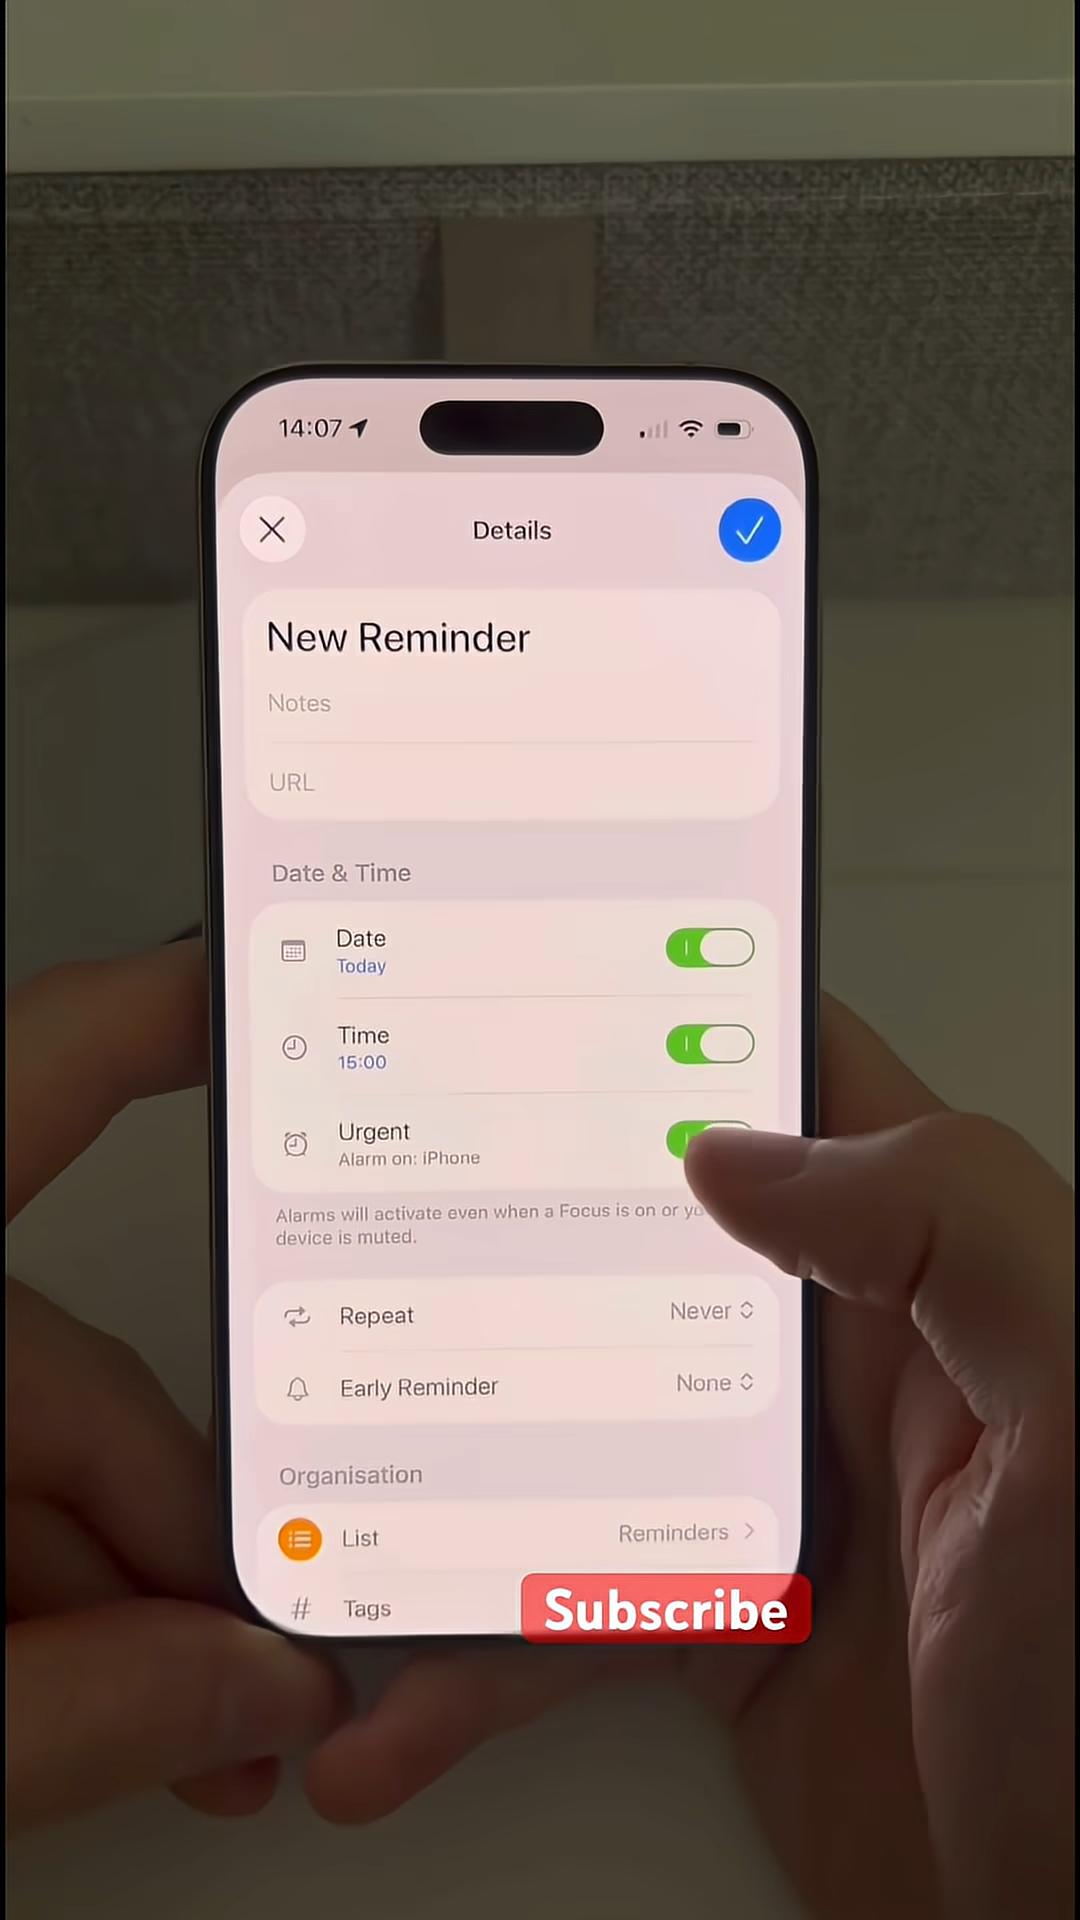 14:07
Details
New Reminder
Notes
URL
Date & Time
Date
Today
Time
15:00
Urgent
Alarm on: iPhone
Alarms will activate even when a Focus is on or
device is muted.
Repeat
Never
Early Reminder
None
Organisation
List
Reminders
# Tags
Subscribe